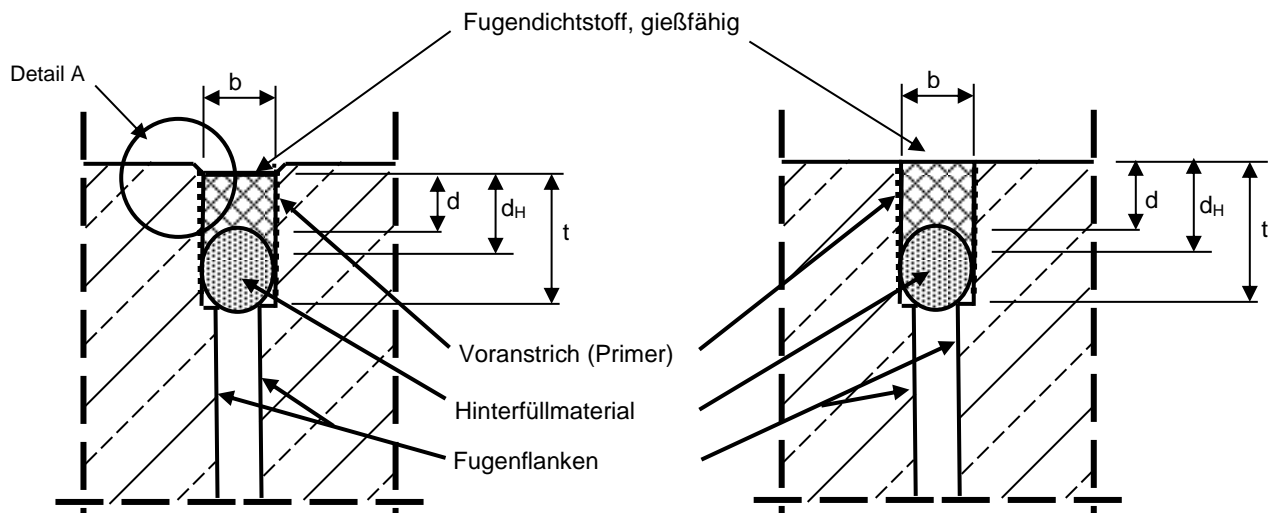 Fugendichtstoff, gießfähig
Detail A
b
b
d
dH
t
d
dH
t
Voranstrich (Primer)
Hinterfüllmaterial
Fugenflanken